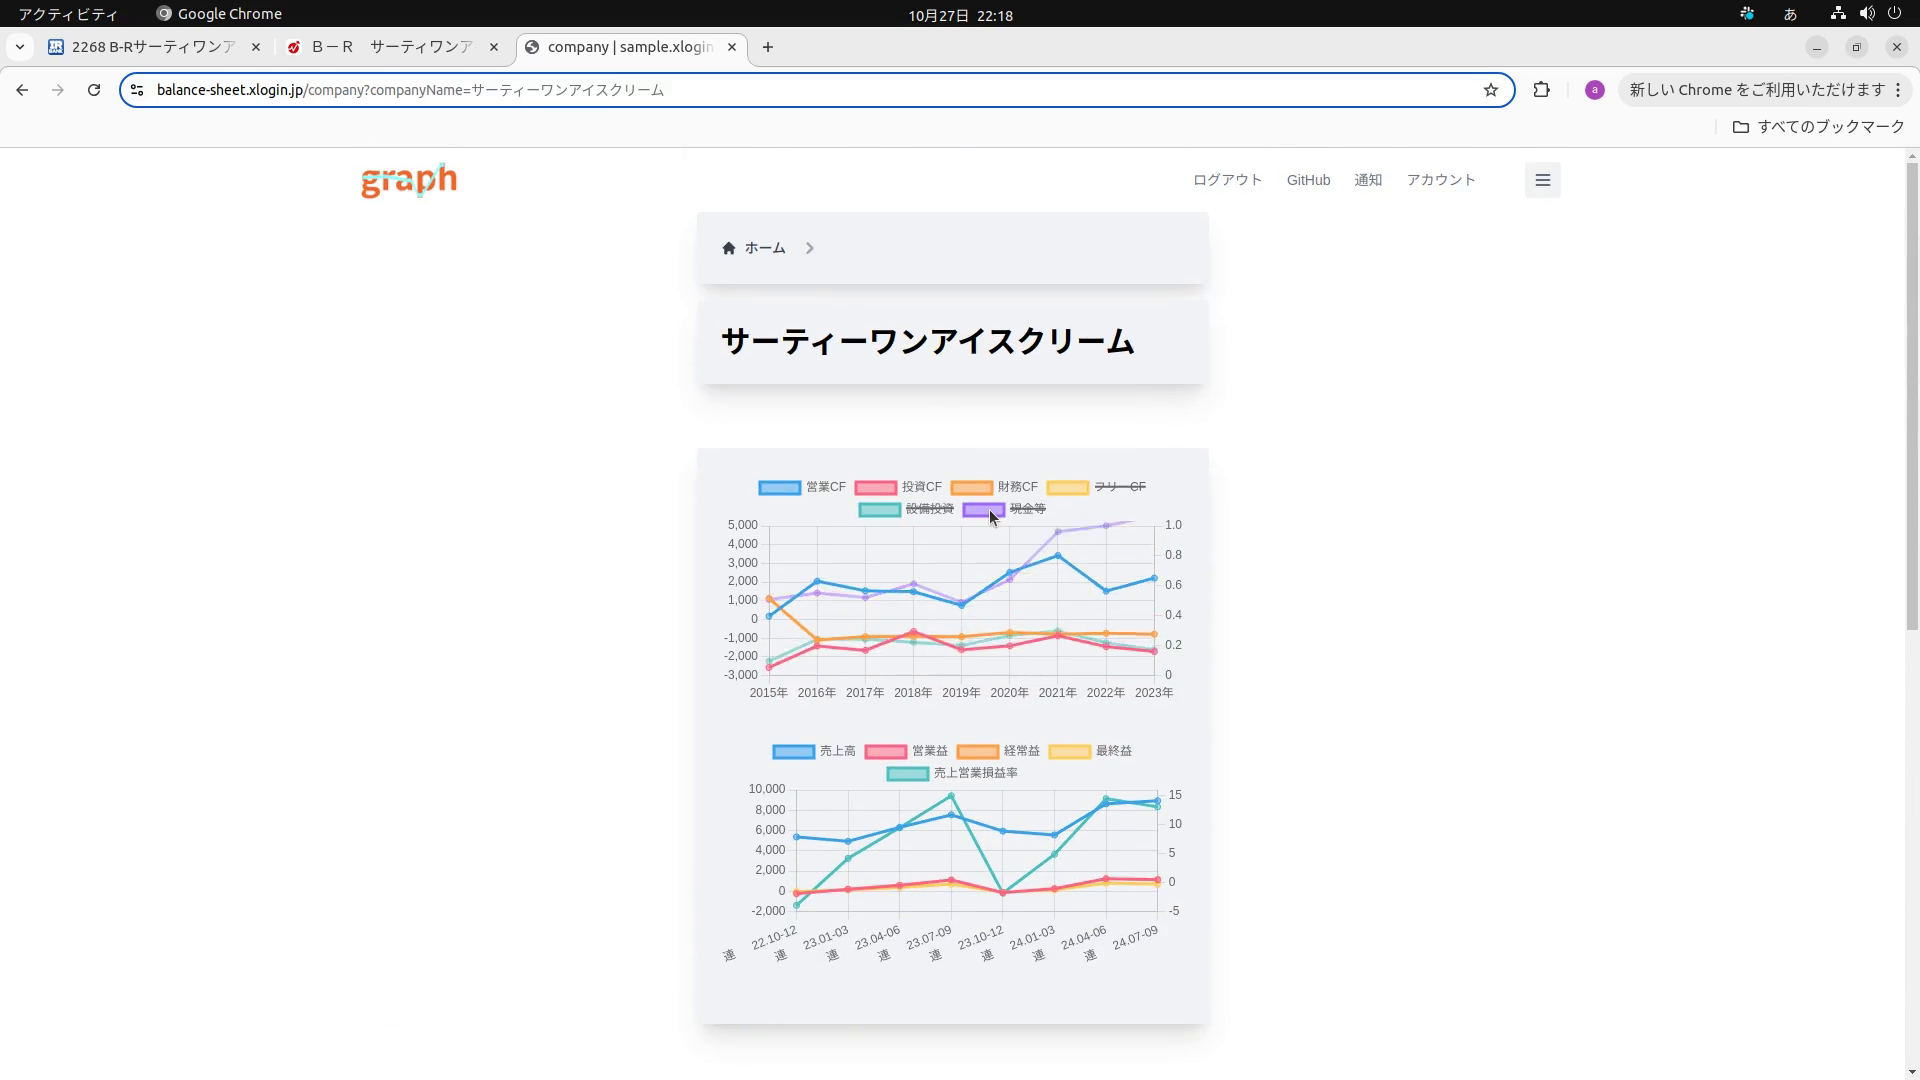 アクティビティ Google Chrome 10月27日 22:18 あ
2268 B-Rサーティワンア Ｂ－Ｒ サーティワンア company | sample.xlogin
balance-sheet.xlogin.jp/company?companyName=サーティーワンアイスクリーム a 新しい Chrome をご利用いただけます
すべてのブックマーク
graph ログアウト GitHub 通知 アカウント
ホーム
サーティーワンアイスクリーム
営業CF 投資CF 財務CF フリーCF
設備投資 現金等
5,000 1.0
4,000 0.8
3,000
2,000 0.6
1,000
0 0.4
-1,000
-2,000 0.2
-3,000 0
2015年 2016年 2017年 2018年 2019年 2020年 2021年 2022年 2023年
売上高 営業益 経常益 最終益
売上営業損益率
10,000 15
8,000
6,000 10
4,000 5
2,000
0 0
-2,000 -5
22.10-12 23.01-03 23.04-06 23.07-09 23.10-12 24.01-03 24.04-06 24.07-09
連 連 連 連 連 連 連 連